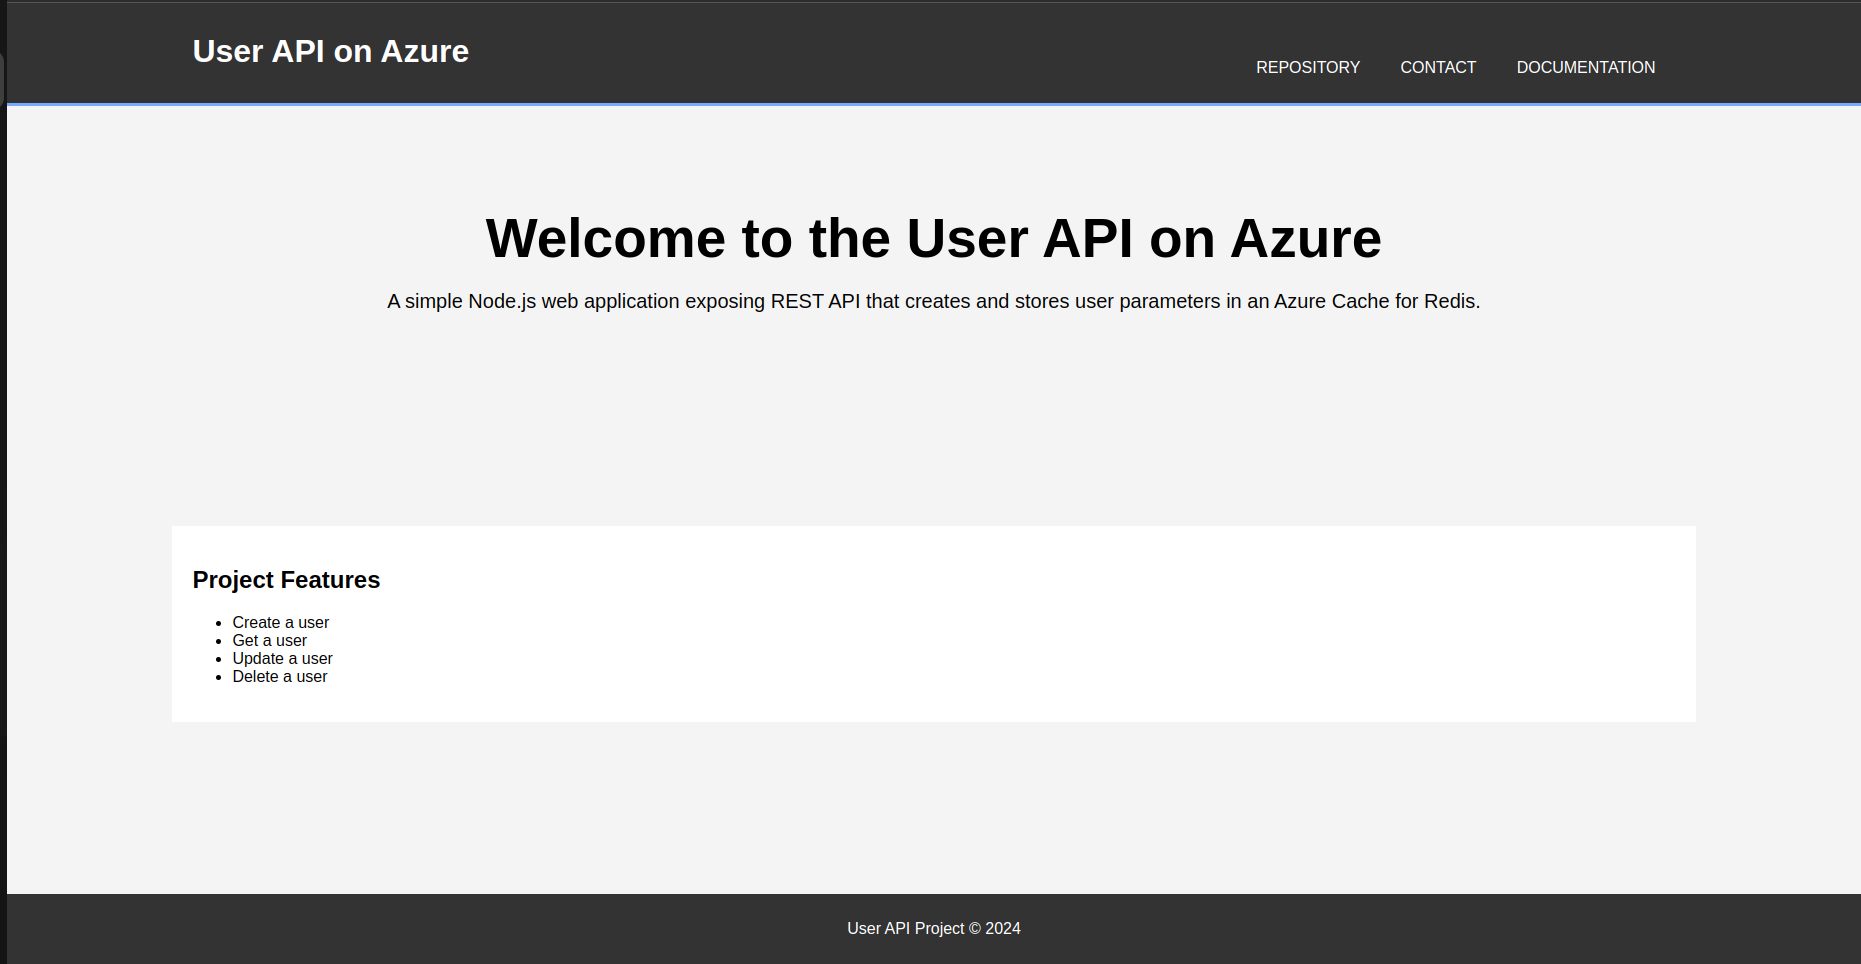 User API on Azure
REPOSITORY CONTACT DOCUMENTATION
Welcome to the User API on Azure
A simple Node.js web application exposing REST API that creates and stores user parameters in an Azure Cache for Redis.
Project Features
• Create a user
• Get a user
• Update a user
• Delete a user
User API Project © 2024